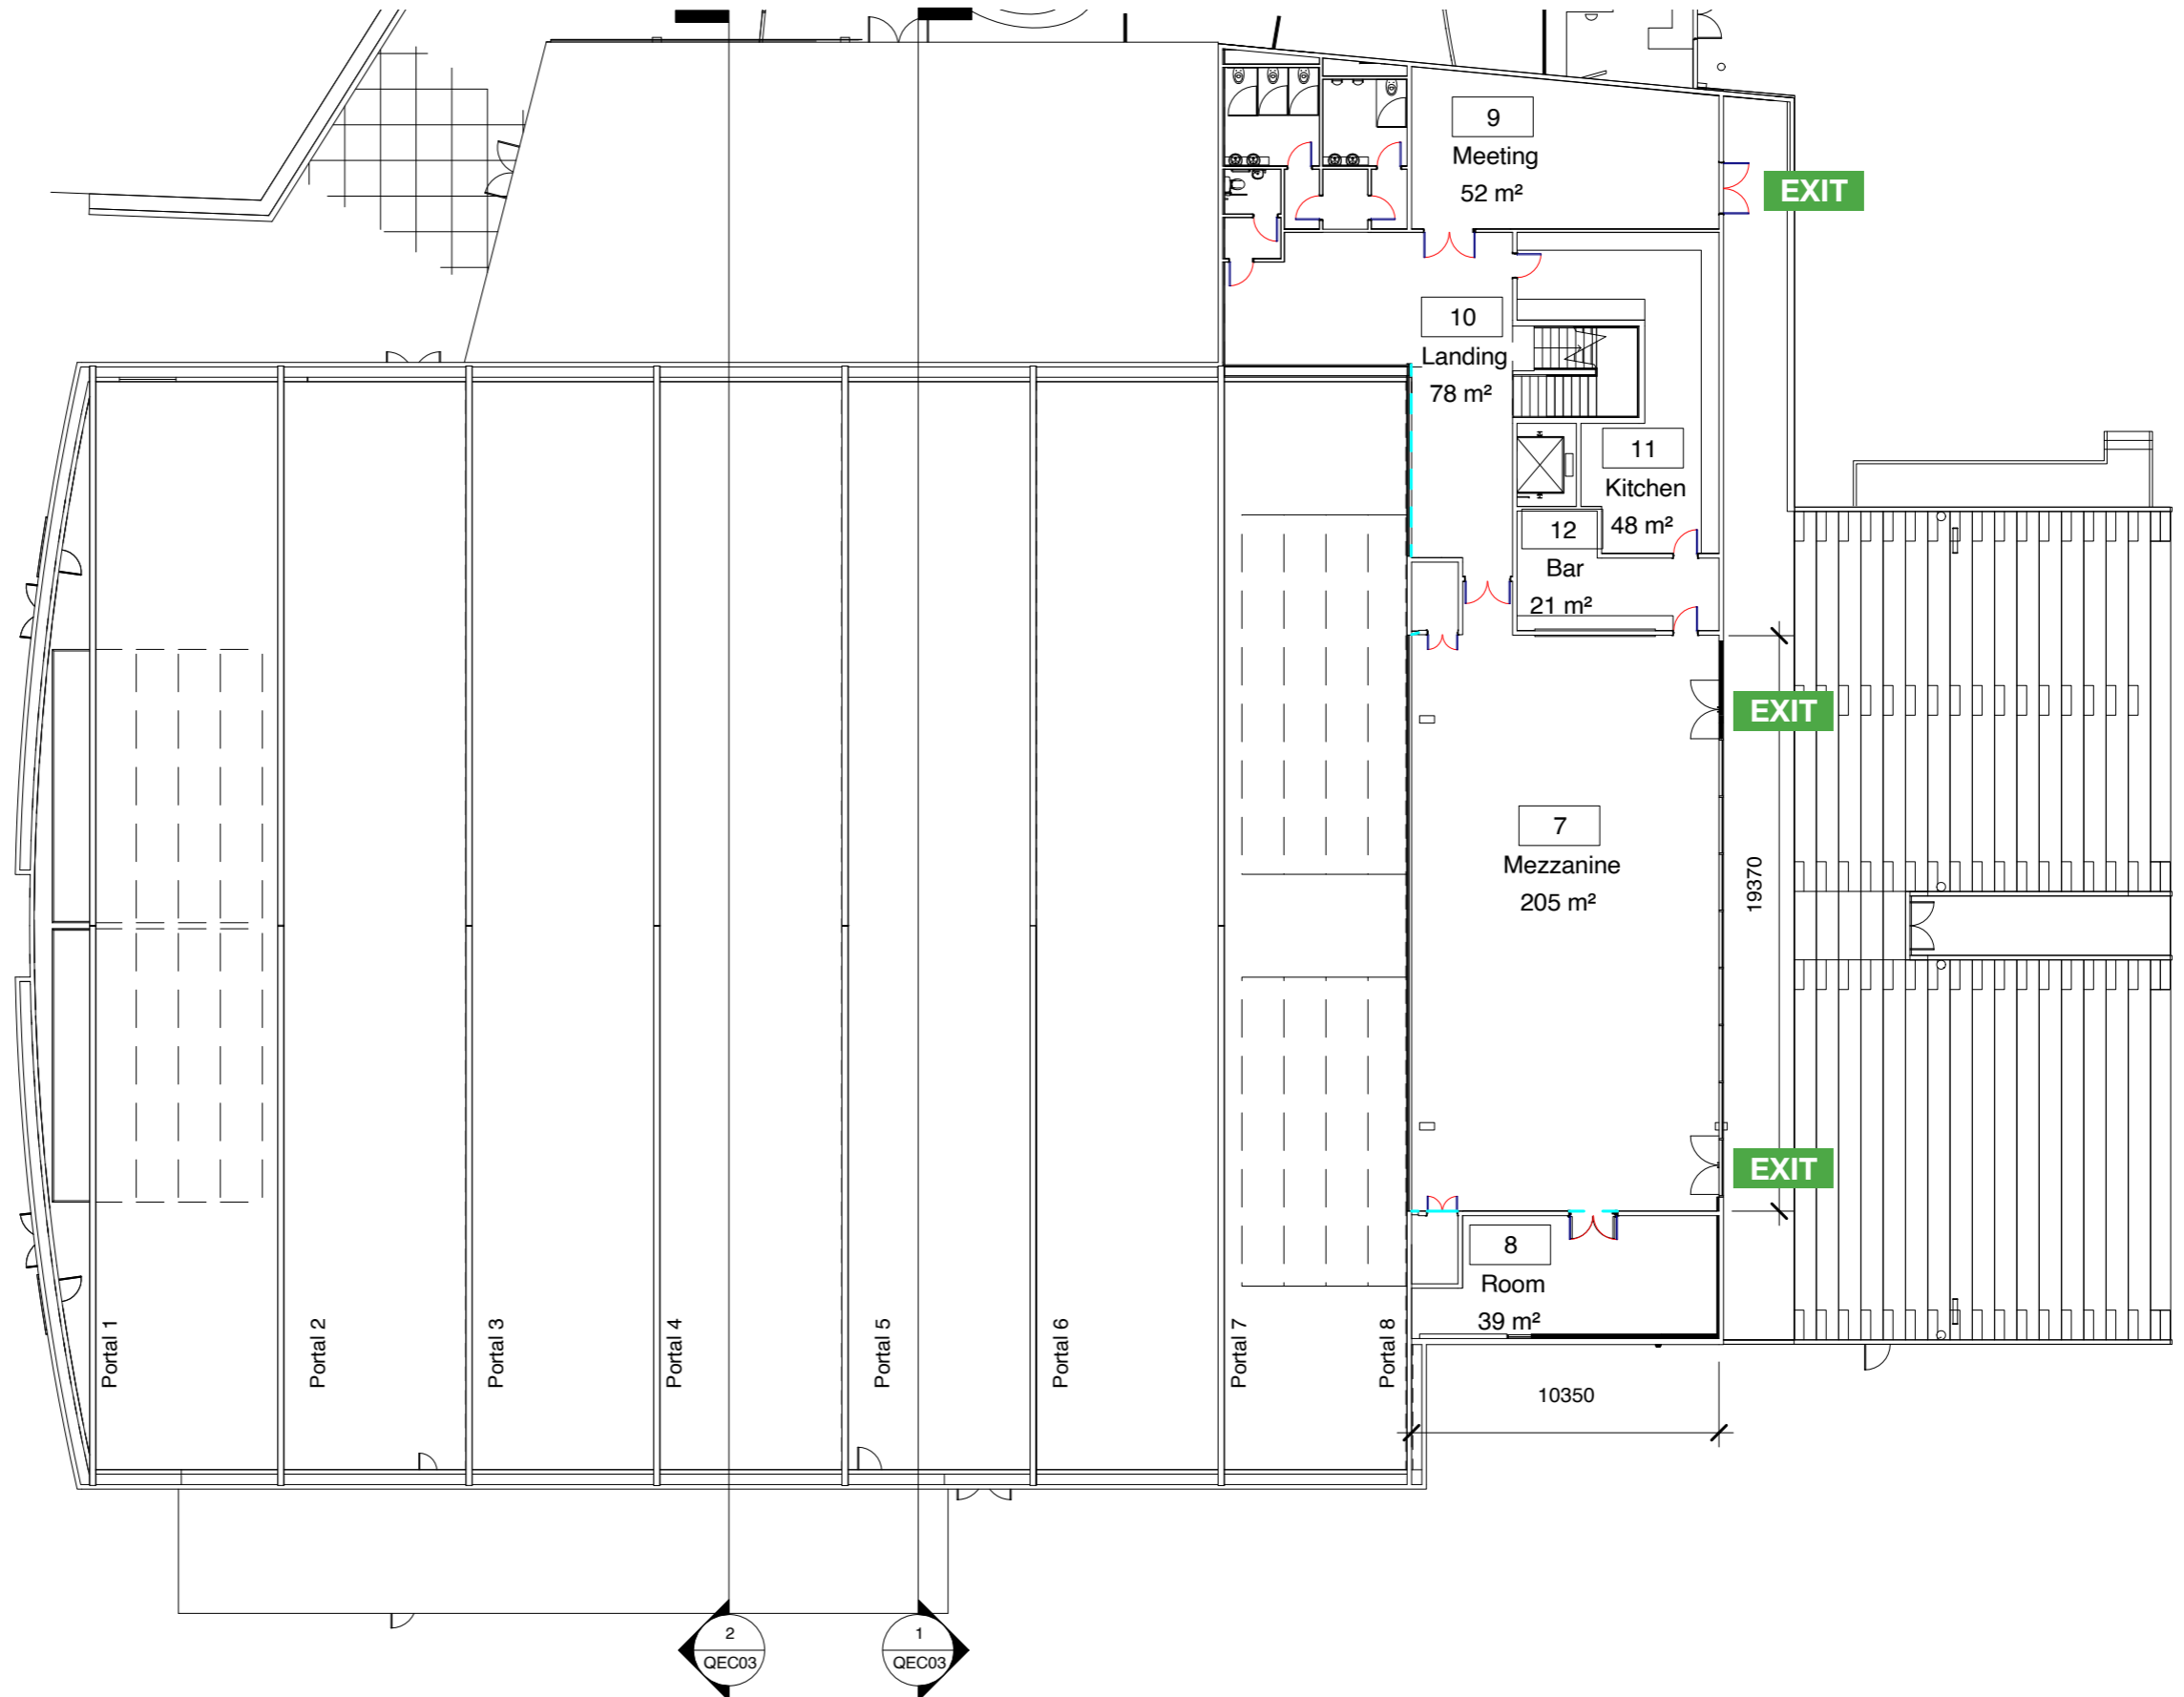 9
Meeting
52 m²
EXIT
10
Landing
78 m²
11
Kitchen
48 m²
12
Bar
21 m²
EXIT
7
Mezzanine
205 m²
19370
EXIT
8
Room
39 m²
Portal 1
Portal 2
Portal 3
Portal 4
Portal 5
Portal 6
Portal 7
Portal 8
10350
2
QEC03
1
QEC03